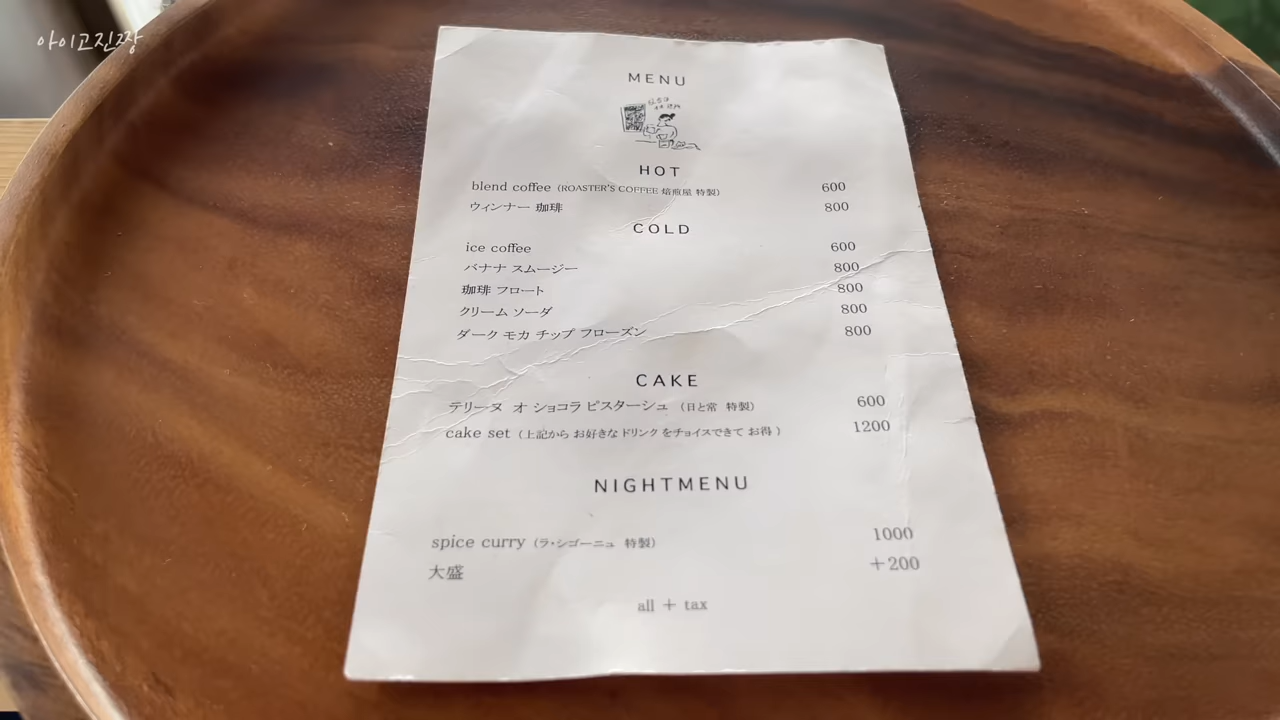 아이고진짱
MENU
HOT
blend coffee (ROASTER'S COFFEE 焙煎屋 特製) 600
ウィンナー 珈琲 800
COLD
ice coffee 600
バナナ スムージー 800
珈琲 フロート 800
クリーム ソーダ 800
ダーク モカ チップ フローズン 800
CAKE
テリーヌ オ ショコラ ピスターシュ (日と常 特製) 600
cake set (上記から お好きな ドリンク をチョイスできて お得 ) 1200
NIGHTMENU
spice curry (ラ・シゴーニュ 特製) 1000
大盛 +200
all + tax